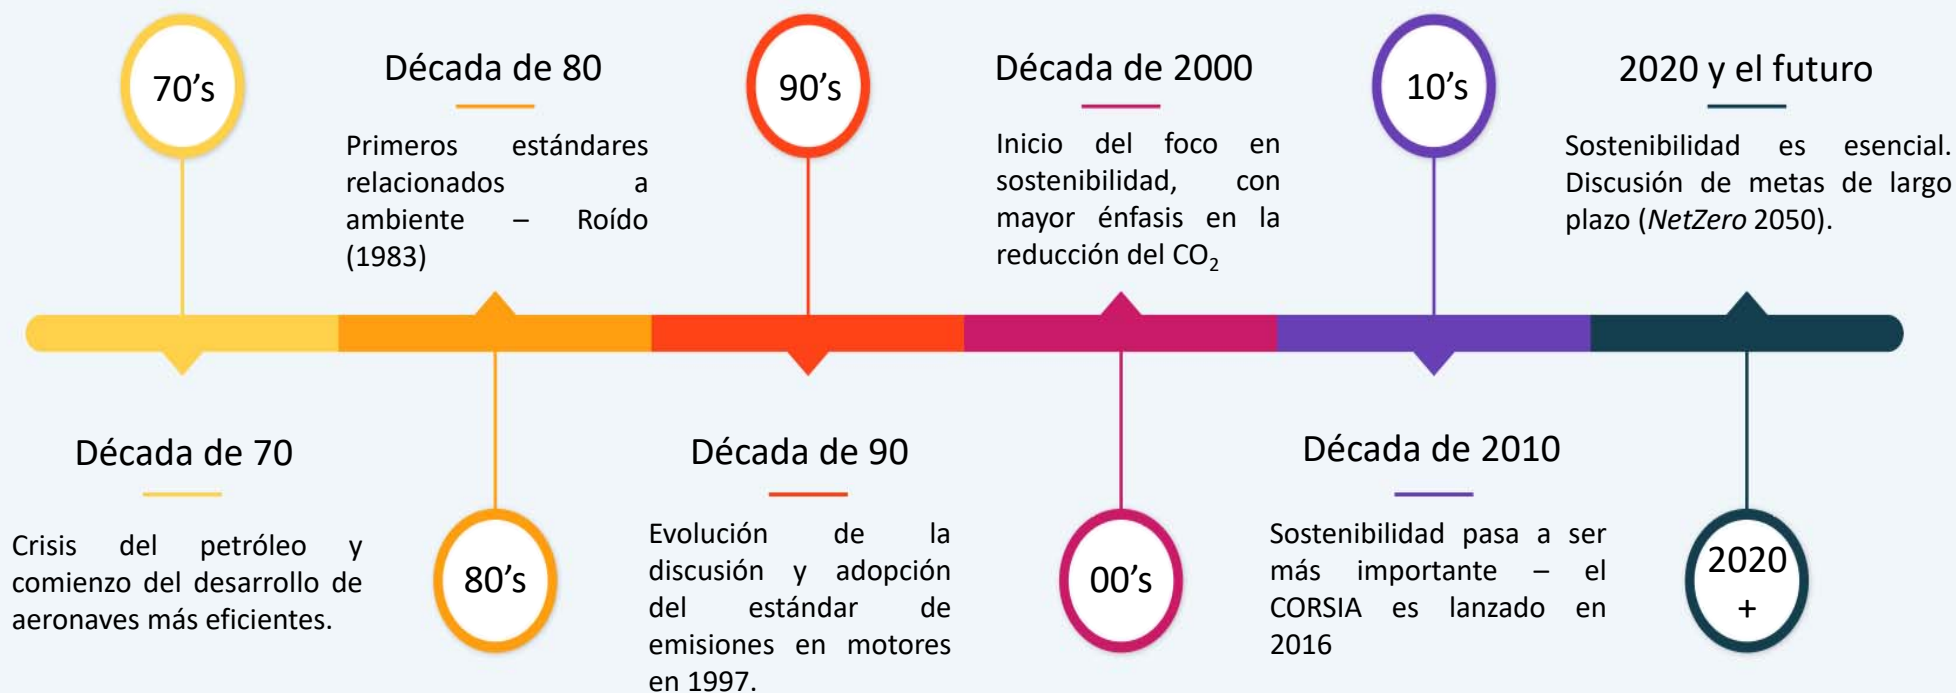 70's
Década de 70
Crisis del petróleo y
comienzo del desarrollo de
aeronaves más eficientes.
Década de 80
Primeros estándares
relacionados a
ambiente – Roído
(1983)
80's
90's
Década de 90
Evolución de la
discusión y adopción
del estándar de
emisiones en motores
en 1997.
Década de 2000
Inicio del foco en
sostenibilidad, con
mayor énfasis en la
reducción del CO₂
00's
10's
Década de 2010
Sostenibilidad pasa a ser
más importante – el
CORSIA es lanzado en
2016
2020 y el futuro
Sostenibilidad es esencial.
Discusión de metas de largo
plazo (NetZero 2050).
2020
+